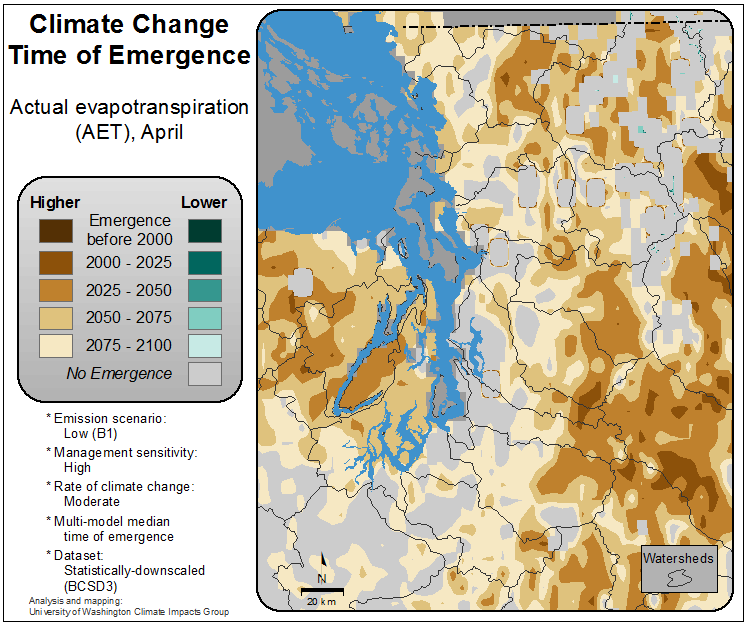 Climate Change
Time of Emergence
Actual evapotranspiration
(AET), April
Higher
Lower
Emergence
before 2000
2000 - 2025
2025 - 2050
2050 - 2075
2075 - 2100
No Emergence
* Emission scenario:
Low (B1)
* Management sensitivity:
High
* Rate of climate change:
Moderate
* Multi-model median
time of emergence
* Dataset:
Statistically-downscaled
(BCSD3)
Analysis and mapping:
University of Washington Climate Impacts Group
N
20 km
Watersheds